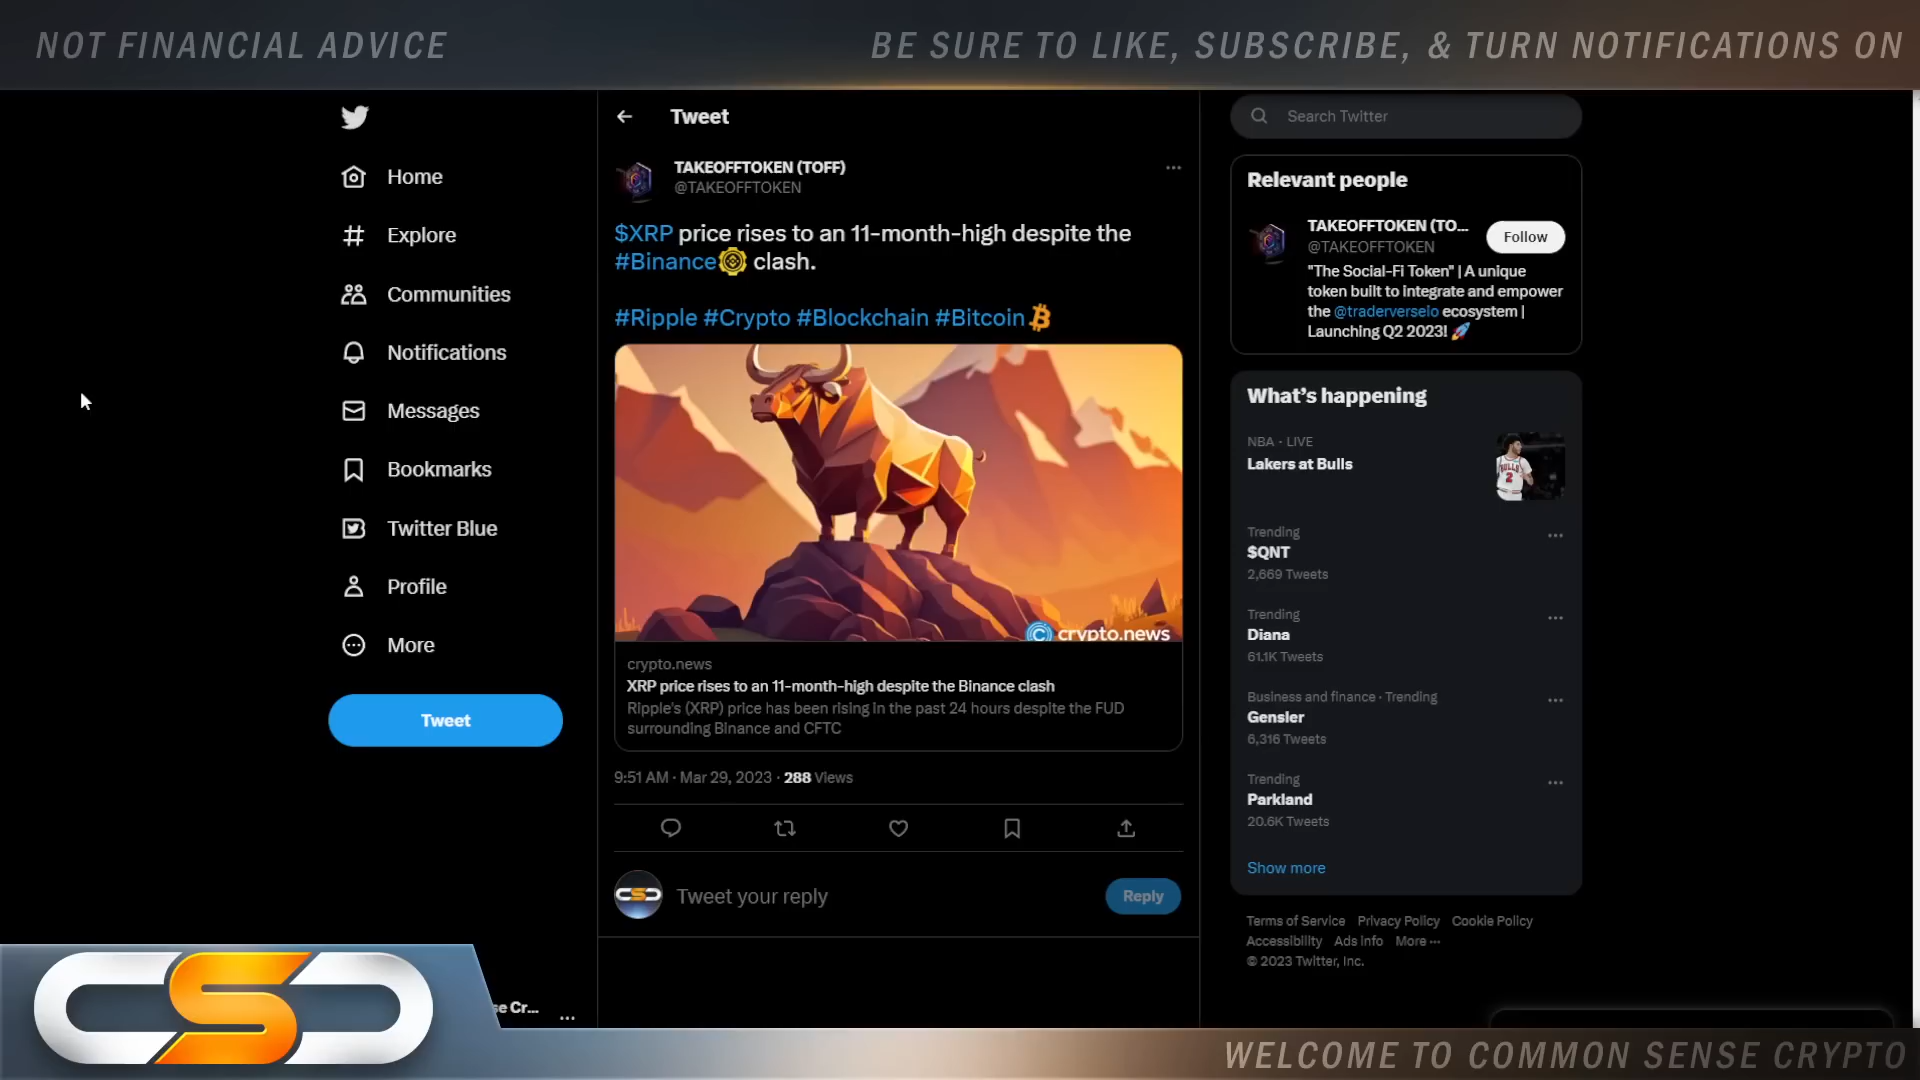 NOT FINANCIAL ADVICE
BE SURE TO LIKE, SUBSCRIBE, & TURN NOTIFICATIONS ON
Home
Explore
Communities
Notifications
Messages
Bookmarks
Twitter Blue
Profile
More
Tweet
Tweet
TAKEOFFTOKEN (TOFF)
@TAKEOFFTOKEN
$XRP price rises to an 11-month-high despite the
#Binance clash.
#Ripple #Crypto #Blockchain #Bitcoin
crypto.news
crypto.news
XRP price rises to an 11-month-high despite the Binance clash
Ripple's (XRP) price has been rising in the past 24 hours despite the FUD
surrounding Binance and CFTC
9:51 AM · Mar 29, 2023 · 288 Views
CSC
Tweet your reply
Reply
Search Twitter
Relevant people
TAKEOFFTOKEN (TO...
@TAKEOFFTOKEN
Follow
"The Social-Fi Token" | A unique
token built to integrate and empower
the @traderverseio ecosystem |
Launching Q2 2023!
What's happening
NBA · LIVE
Lakers at Bulls
BULLS
2
Trending
$QNT
2,669 Tweets
Trending
Diana
61.1K Tweets
Business and finance · Trending
Gensler
6,316 Tweets
Trending
Parkland
20.6K Tweets
Show more
Terms of Service Privacy Policy Cookie Policy
Accessibility Ads info More ···
© 2023 Twitter, Inc.
CSC
se Cr...
WELCOME TO COMMON SENSE CRYPTO